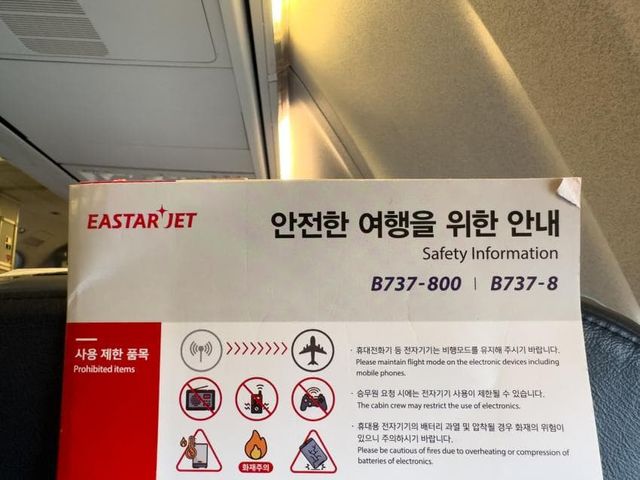 EASTAR JET
안전한 여행을 위한 안내
Safety Information
B737-800 | B737-8
사용 제한 품목
Prohibited items
· 휴대전화기 등 전자기기는 비행모드를 유지해 주시기 바랍니다.
Please maintain flight mode on the electronic devices including
mobile phones.
· 승무원 요청 시에는 전자기기 사용이 제한될 수 있습니다.
The cabin crew may restrict the use of electronics.
· 휴대용 전자기기의 배터리 과열 및 압착될 경우 화재의 위험이
있으니 주의하시기 바랍니다.
Please be cautious of fires due to overheating or compression of
batteries of electronics.
화재주의